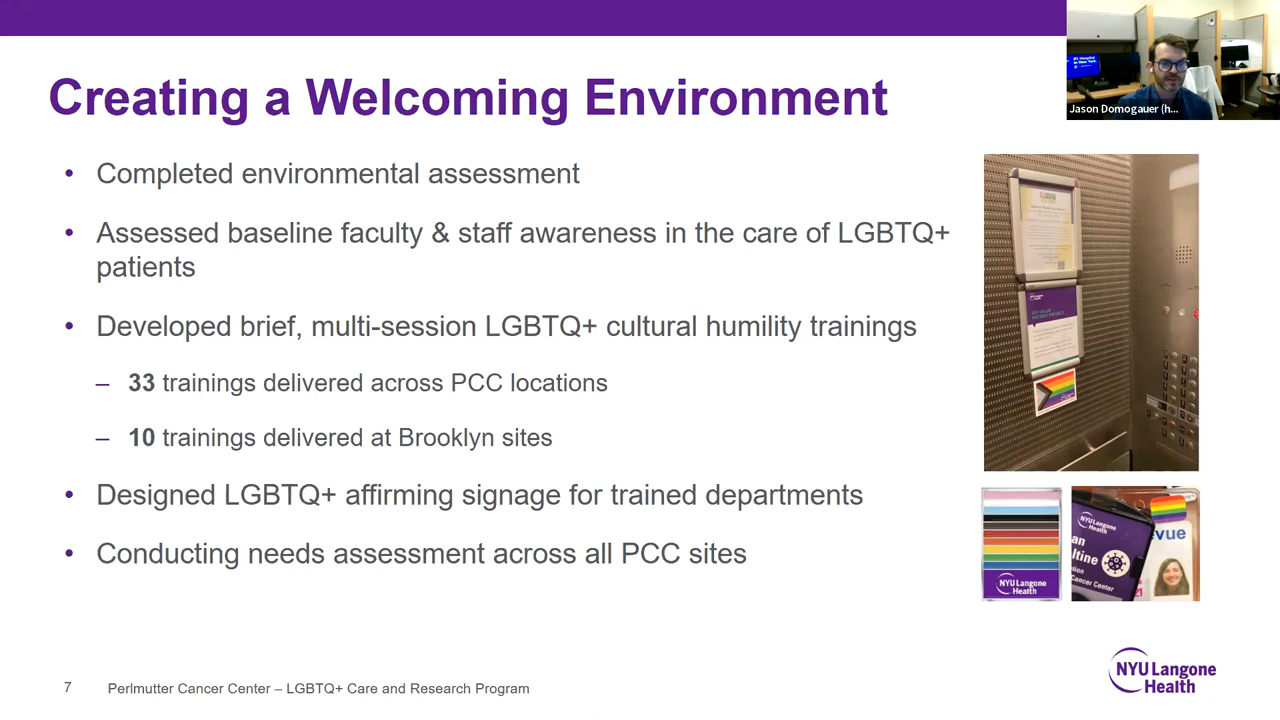 Creating a Welcoming Environment
Jason Domogauer (h...
• Completed environmental assessment
• Assessed baseline faculty & staff awareness in the care of LGBTQ+
patients
• Developed brief, multi-session LGBTQ+ cultural humility trainings
– 33 trainings delivered across PCC locations
– 10 trainings delivered at Brooklyn sites
• Designed LGBTQ+ affirming signage for trained departments
• Conducting needs assessment across all PCC sites
NYU Langone
Health
NYU Langone
Health
vue
Cancer Center
7
Perlmutter Cancer Center – LGBTQ+ Care and Research Program
NYU Langone
Health